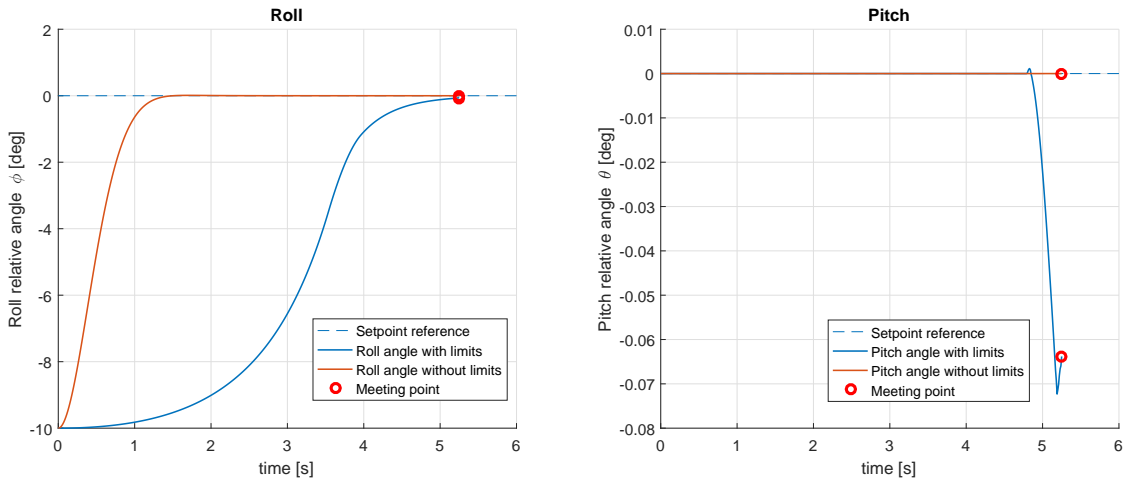 Roll
2
0
-2
-4
-6
-8
-10
Roll relative angle ϕ [deg]
0 1 2 3 4 5 6
time [s]
Setpoint reference
Roll angle with limits
Roll angle without limits
Meeting point
Pitch
0.01
0
-0.01
-0.02
-0.03
-0.04
-0.05
-0.06
-0.07
-0.08
Pitch relative angle θ [deg]
0 1 2 3 4 5 6
time [s]
Setpoint reference
Pitch angle with limits
Pitch angle without limits
Meeting point